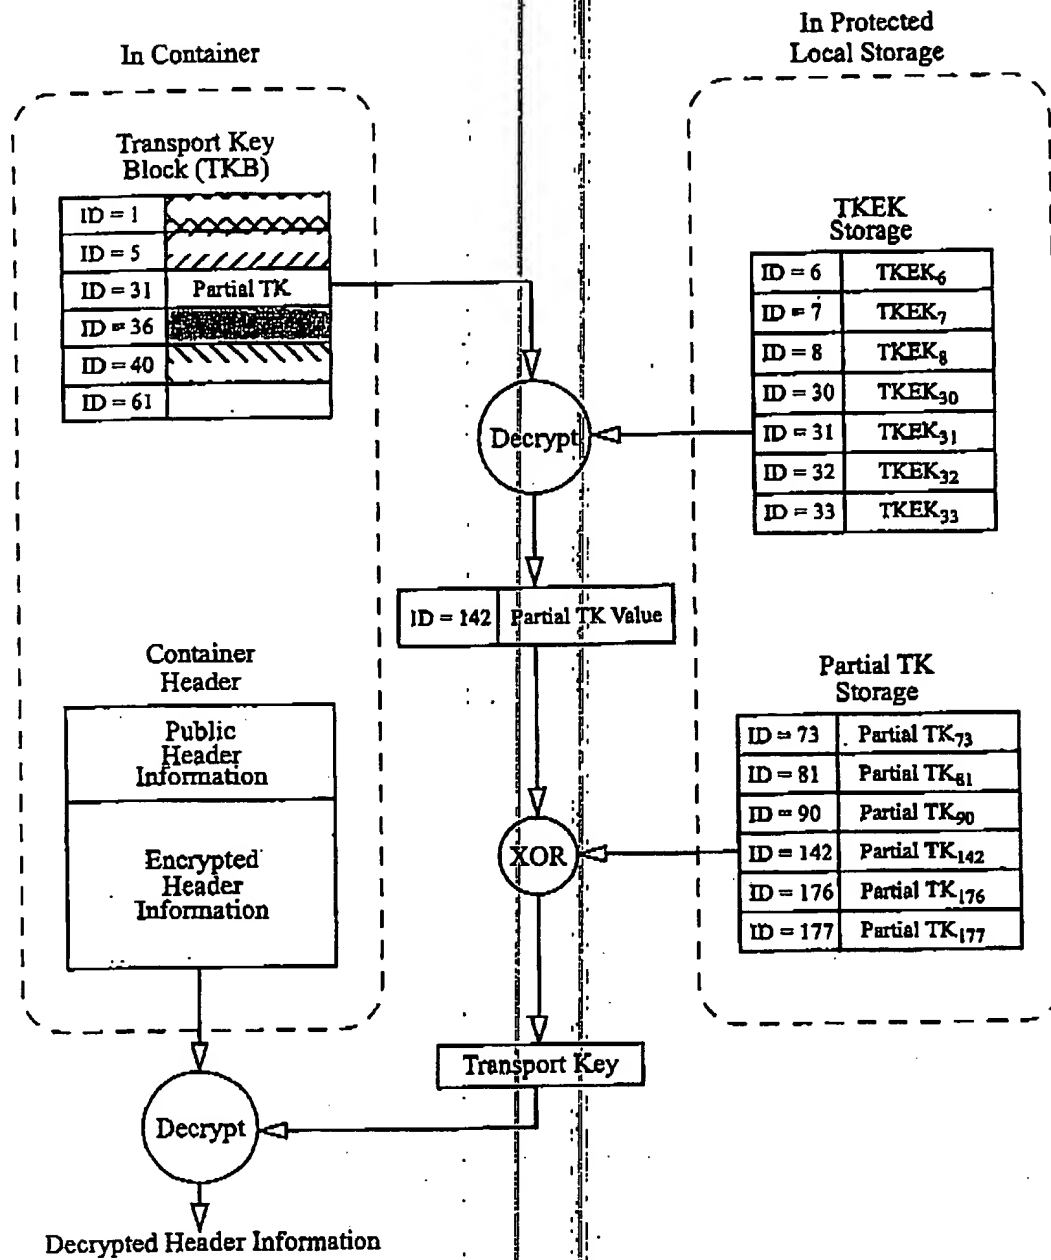 In Container
In Protected
Local Storage
Transport Key
Block (TKB)
ID = 1
ID = 5
ID = 31 Partial TK
ID = 36
ID = 40
ID = 61
TKEK
Storage
ID = 6 TKEK6
ID = 7 TKEK7
ID = 8 TKEK8
ID = 30 TKEK30
ID = 31 TKEK31
ID = 32 TKEK32
ID = 33 TKEK33
Decrypt
ID = 142 Partial TK Value
Container
Header
Public
Header
Information
Encrypted
Header
Information
Partial TK
Storage
ID = 73 Partial TK73
ID = 81 Partial TK81
ID = 90 Partial TK90
ID = 142 Partial TK142
ID = 176 Partial TK176
ID = 177 Partial TK177
XOR
Transport Key
Decrypt
Decrypted Header Information